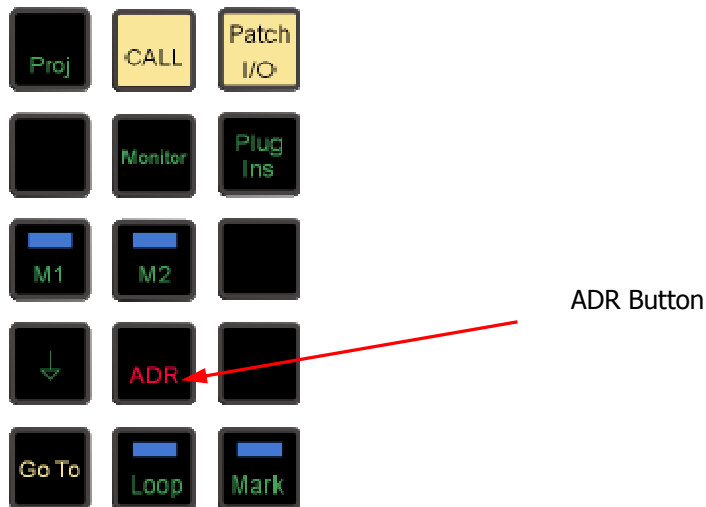 Proj
CALL
Patch
I/O
Monitor
Plug
Ins
M1
M2
ADR Button
ADR
Go To
Loop
Mark